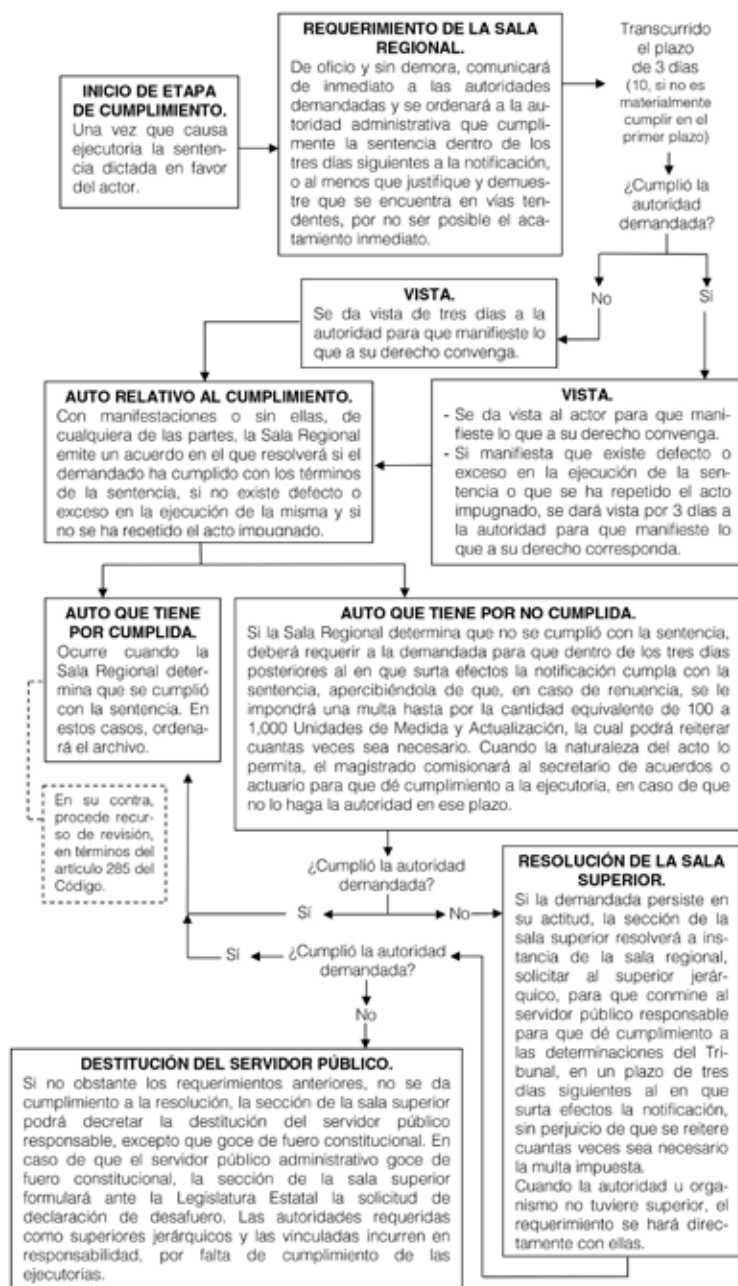 INICIO DE ETAPA
DE CUMPLIMIENTO.
Una vez que causa
ejecutoria la senten-
cia dictada en favor
del actor.
REQUERIMIENTO DE LA SALA
REGIONAL.
De oficio y sin demora, comunicará
de inmediato a las autoridades
demandadas y se ordenará a la au-
toridad administrativa que cumpli-
mente la sentencia dentro de los
tres días siguientes a la notificación,
o al menos que justifique y demues-
tre que se encuentra en vías ten-
dentes, por no ser posible el aca-
tamiento inmediato.
Transcurrido
el plazo
de 3 días
(10, si no es
materialmente
cumplir en el
primer plazo)
¿Cumplió la
autoridad
demandada?
No
Sí
VISTA.
Se da vista de tres días a la
autoridad para que manifieste lo
que a su derecho convenga.
AUTO RELATIVO AL CUMPLIMIENTO.
Con manifestaciones o sin ellas, de
cualquiera de las partes, la Sala Regional
emite un acuerdo en el que resolverá si el
demandado ha cumplido con los términos
de la sentencia, si no existe defecto o
exceso en la ejecución de la misma y si
no se ha repetido el acto impugnado.
VISTA.
- Se da vista al actor para que mani-
fieste lo que a su derecho convenga.
- Si manifiesta que existe defecto o
exceso en la ejecución de la sen-
tencia o que se ha repetido el acto
impugnado, se dará vista por 3 días a
la autoridad para que manifieste lo
que a su derecho corresponda.
AUTO QUE TIENE
POR CUMPLIDA.
Ocurre cuando la
Sala Regional deter-
mina que se cumplió
con la sentencia. En
estos casos, ordena-
rá el archivo.
En su contra,
procede recur-
so de revisión,
en términos del
artículo 285 del
Código.
AUTO QUE TIENE POR NO CUMPLIDA.
Si la Sala Regional determina que no se cumplió con la sentencia,
deberá requerir a la demandada para que dentro de los tres días
posteriores al en que surta efectos la notificación cumpla con la
sentencia, apercibiéndola de que, en caso de renuencia, se le
impondrá una multa hasta por la cantidad equivalente de 100 a
1,000 Unidades de Medida y Actualización, la cual podrá reiterar
cuantas veces sea necesario. Cuando la naturaleza del acto lo
permita, el magistrado comisionará al secretario de acuerdos o
actuario para que dé cumplimiento a la ejecutoria, en caso de que
no lo haga la autoridad en ese plazo.
¿Cumplió la autoridad
demandada?
Sí
No
¿Cumplió la autoridad
demandada?
Sí
No
RESOLUCIÓN DE LA SALA
SUPERIOR.
Si la demandada persiste en
su actitud, la sección de la
sala superior resolverá a ins-
tancia de la sala regional,
solicitar al superior jerár-
quico, para que conmine al
servidor público responsable
para que dé cumplimiento a
las determinaciones del Tri-
bunal, en un plazo de tres
días siguientes al en que
surta efectos la notificación,
sin perjuicio de que se reitere
cuantas veces sea necesario
la multa impuesta.
Cuando la autoridad u orga-
nismo no tuviere superior, el
requerimiento se hará direc-
tamente con ellas.
DESTITUCIÓN DEL SERVIDOR PÚBLICO.
Si no obstante los requerimientos anteriores, no se da
cumplimiento a la resolución, la sección de la sala superior
podrá decretar la destitución del servidor público
responsable, excepto que goce de fuero constitucional. En
caso de que el servidor público administrativo goce de
fuero constitucional, la sección de la sala superior
formulará ante la Legislatura Estatal la solicitud de
declaración de desafuero. Las autoridades requeridas
como superiores jerárquicos y las vinculadas incurren en
responsabilidad, por falta de cumplimiento de las
ejecutorias.